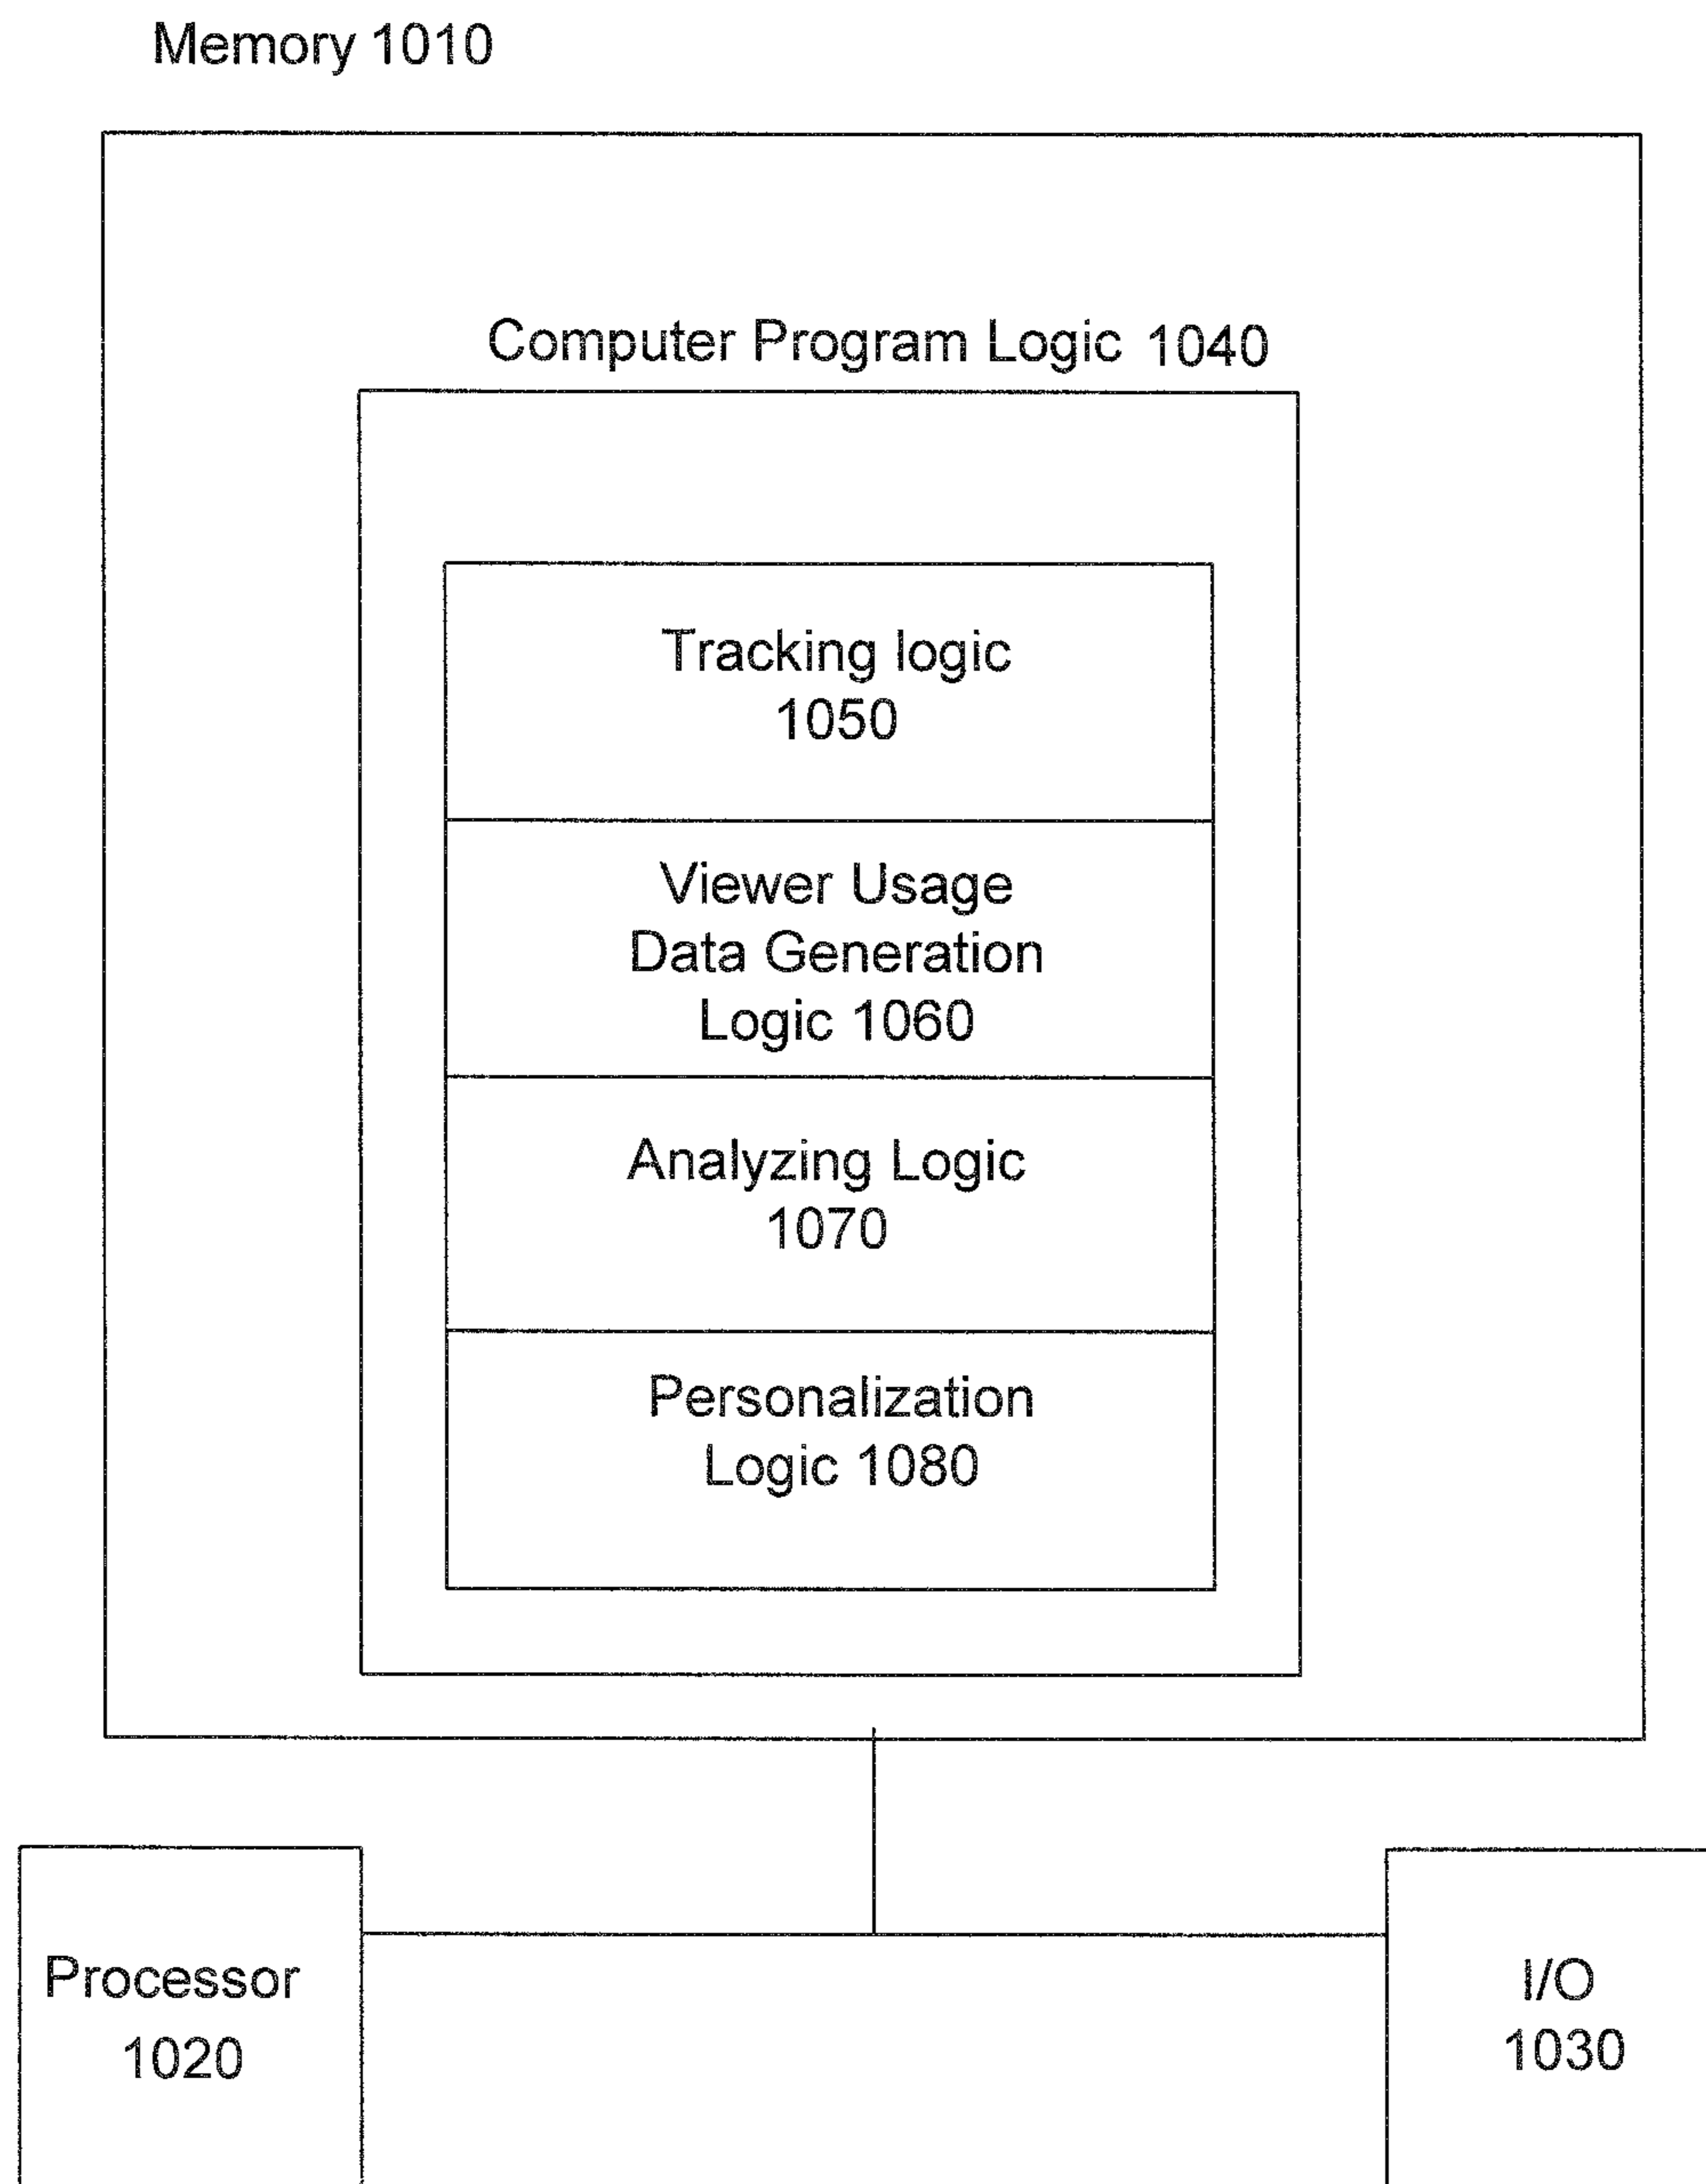 Memory 1010
Computer Program Logic 1040
Tracking logic
1050
Viewer Usage
Data Generation
Logic 1060
Analyzing Logic
1070
Personalization
Logic 1080
Processor
1020
I/O
1030